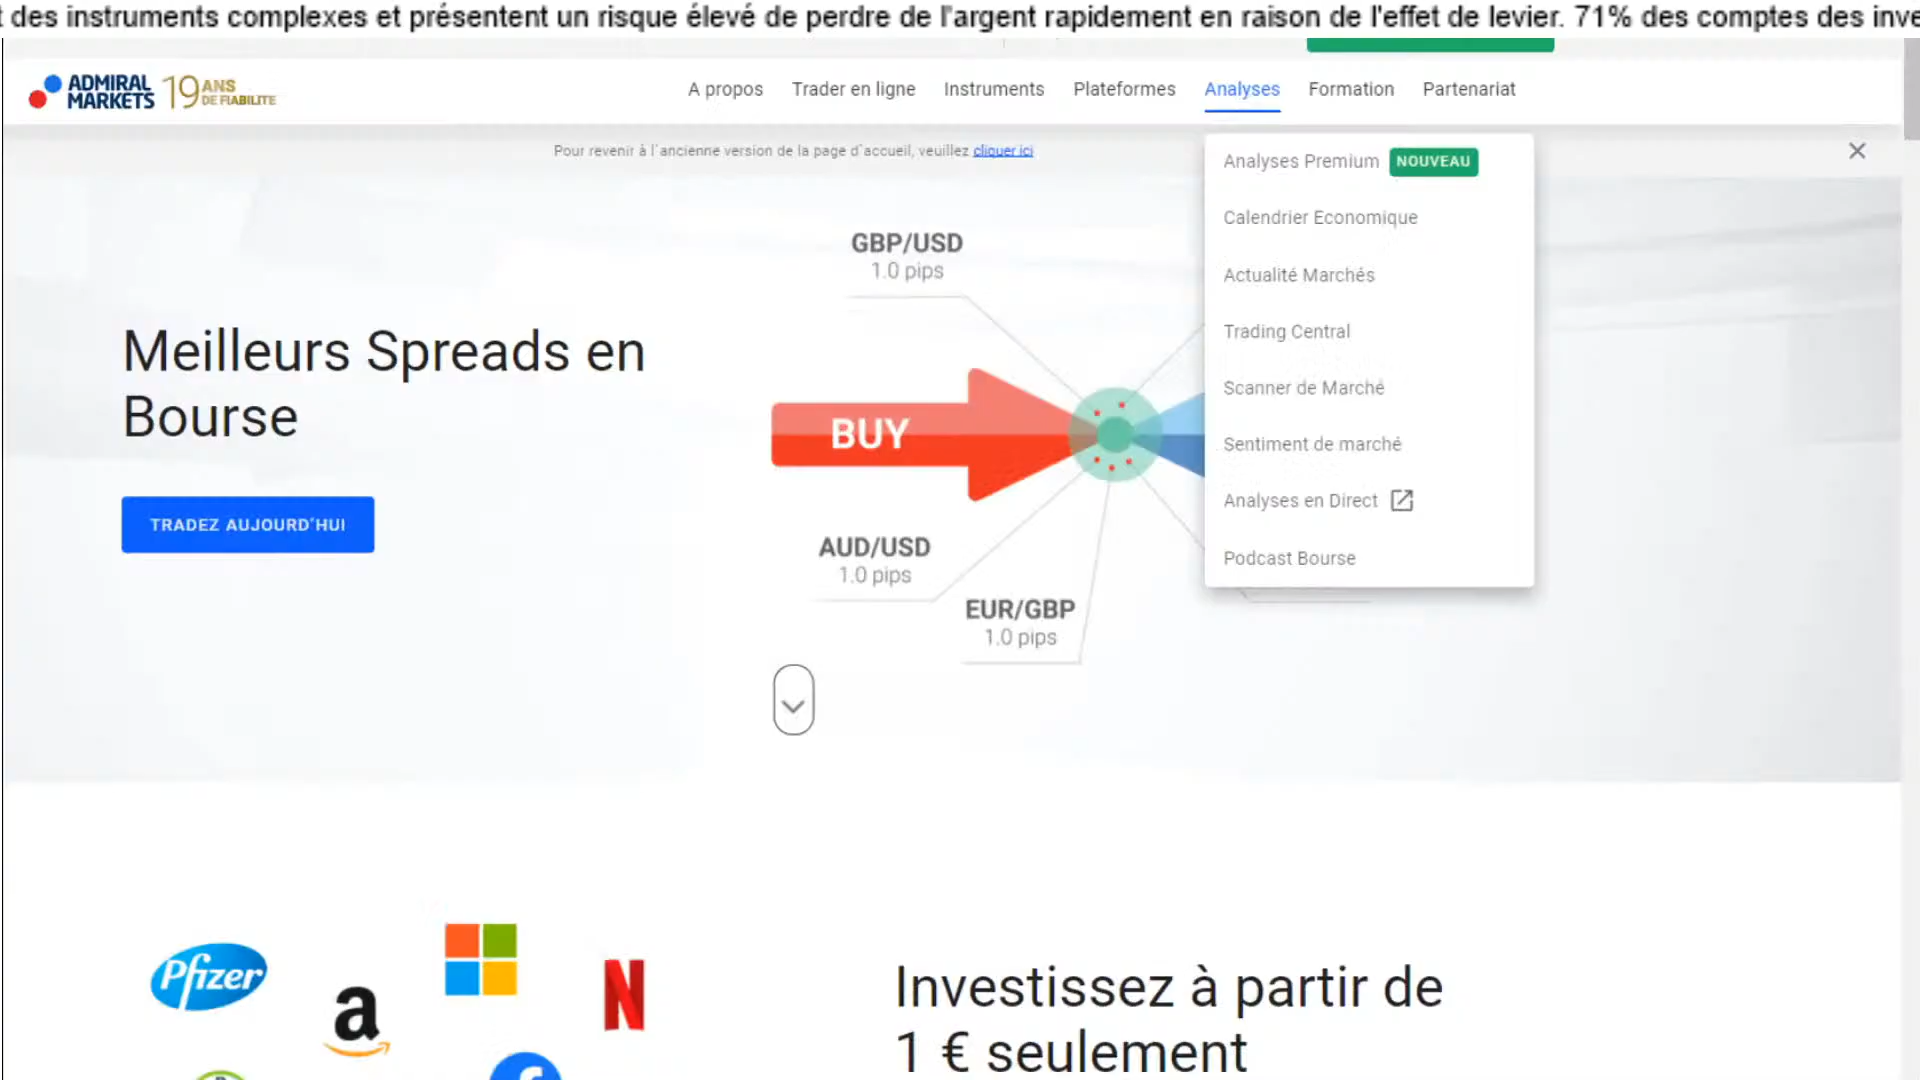 des instruments complexes et présentent un risque élevé de perdre de l'argent rapidement en raison de l'effet de levier. 71% des comptes des
ADMIRAL MARKETS 19 ANS DE FIABILITE
A propos Trader en ligne Instruments Plateformes Analyses Formation Partenariat
Pour revenir à l'ancienne version de la page d'accueil, veuillez cliquer ici
Analyses Premium NOUVEAU
Calendrier Economique
Actualité Marchés
Trading Central
Scanner de Marché
Sentiment de marché
Analyses en Direct
Podcast Bourse
Meilleurs Spreads en
Bourse
TRADEZ AUJOURD'HUI
GBP/USD
1.0 pips
BUY
AUD/USD
1.0 pips
EUR/GBP
1.0 pips
Pfizer
a
N
Investissez à partir de
1 € seulement